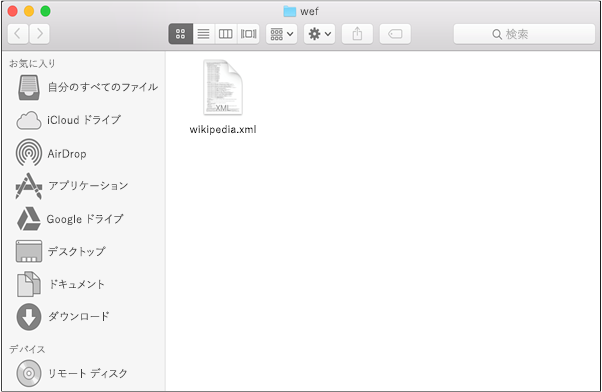 wef
検索
お気に入り
自分のすべてのファイル
iCloud ドライブ
AirDrop
アプリケーション
Google ドライブ
デスクトップ
ドキュメント
ダウンロード
デバイス
リモート ディスク
XML
wikipedia.xml